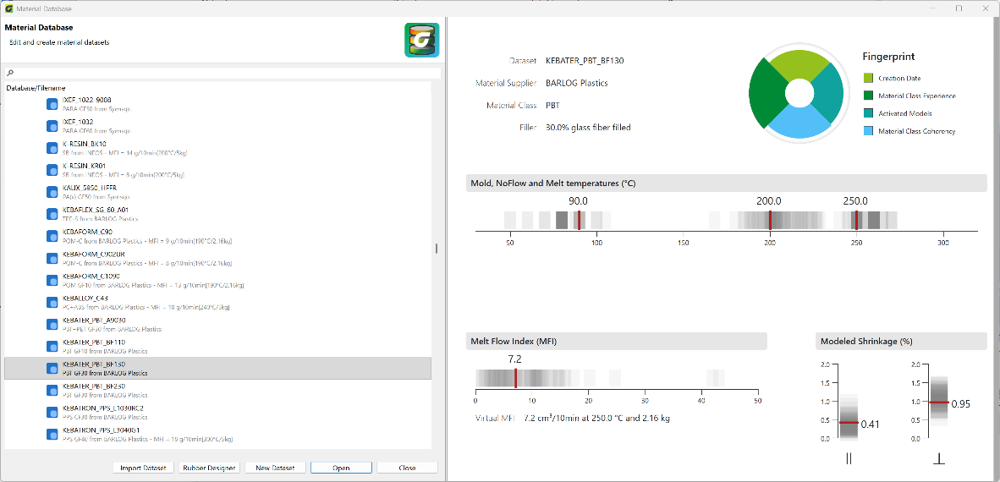 Material Database
Material Database
Edit and create material datasets
Database/Filename
IXEF_1022-9008
PARA GF50 from Syensqo
IXEF_1032
PARA GF60 from Syensqo
K-RESIN_BK10
SB from INEOS - MFI = 14 g/10min[200°C/5kg]
K-RESIN_KR01
SB from INEOS - MFI = 8 g/10min[200°C/5kg]
KALIX_5950_HFFR
PA(x) GF50 from Syensqo
KEBAFLEX_SG_60_A01
TPE-S from BARLOG Plastics
KEBAFORM_C90
POM-C from BARLOG Plastics - MFI = 9 g/10min[190°C/2.16kg]
KEBAFORM_C902UR
POM-C from BARLOG Plastics - MFI = 8 g/10min[190°C/2.16kg]
KEBAFORM_C1090
POM GF10 from BARLOG Plastics - MFI = 13 g/10min[190°C/2.16kg]
KEBALLOY_C43
PC+ABS from BARLOG Plastics - MFI = 10 g/10min[240°C/5kg]
KEBATER_PBT_A9030
PBT+PET GF30 from BARLOG Plastics
KEBATER_PBT_BF110
PBT GF10 from BARLOG Plastics
KEBATER_PBT_BF130
PBT GF30 from BARLOG Plastics
KEBATER_PBT_BF230
PBT GF30 from BARLOG Plastics
KEBATRON_PPS_L1030RC2
PPS CF30 from BARLOG Plastics
KEBATRON_PPS_L3040G1
PPS GF40 from BARLOG Plastics - MFI = 18 g/10min[300°C/5kg]
Import Dataset
Rubber Designer
New Dataset
Open
Close
Dataset KEBATER_PBT_BF130
Material Supplier BARLOG Plastics
Material Class PBT
Filler 30.0% glass fiber filled
Fingerprint
Creation Date
Material Class Experience
Activated Models
Material Class Coherency
Mold, NoFlow and Melt temperatures (°C)
90.0 200.0 250.0
50 100 150 200 250 300
Melt Flow Index (MFI)
7.2
0 10 20 30 40 50
Virtual MFI 7.2 cm³/10min at 250.0 °C and 2.16 kg
Modeled Shrinkage (%)
2.0 2.0
1.5 1.5
1.0 1.0
0.95
0.5 0.5
0.41
0.0 0.0